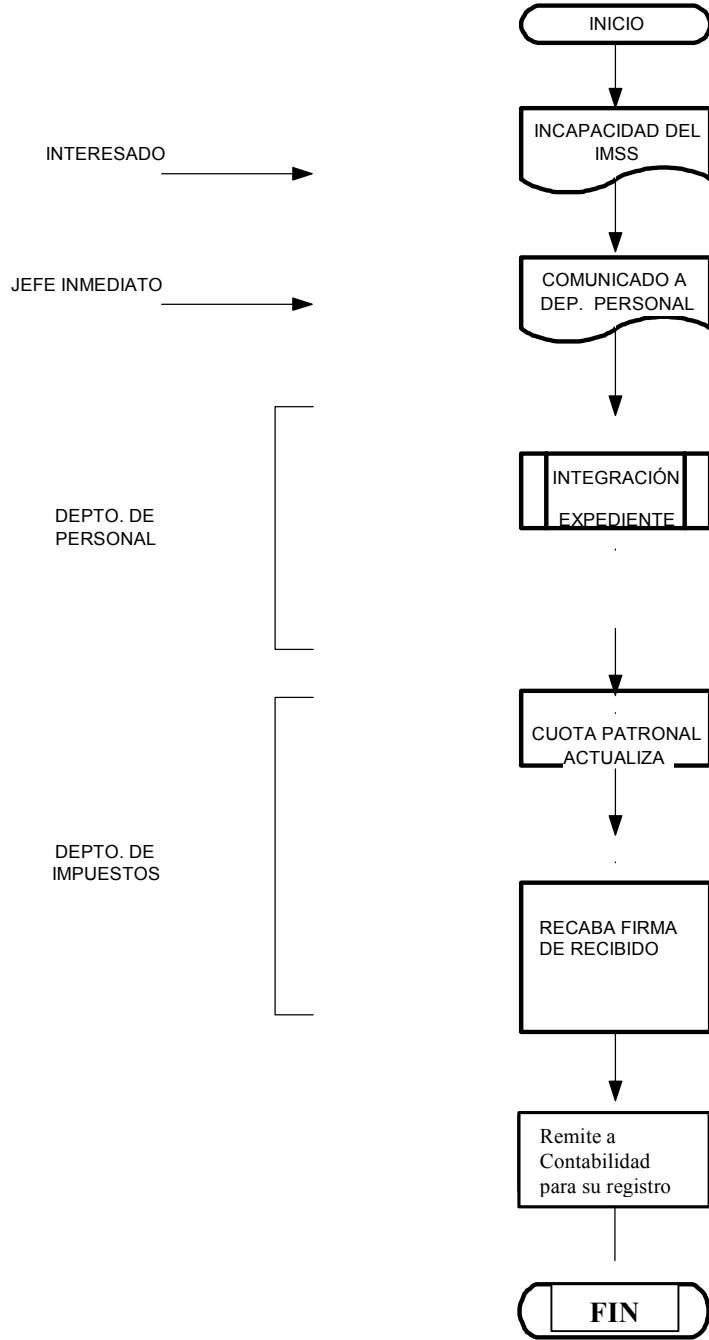 INICIO
INTERESADO
INCAPACIDAD DEL
IMSS
JEFE INMEDIATO
COMUNICADO A
DEP. PERSONAL
DEPTO. DE
PERSONAL
INTEGRACIÓN
EXPEDIENTE
CUOTA PATRONAL
ACTUALIZA
DEPTO. DE
IMPUESTOS
RECABA FIRMA
DE RECIBIDO
Remite a
Contabilidad
para su registro
FIN